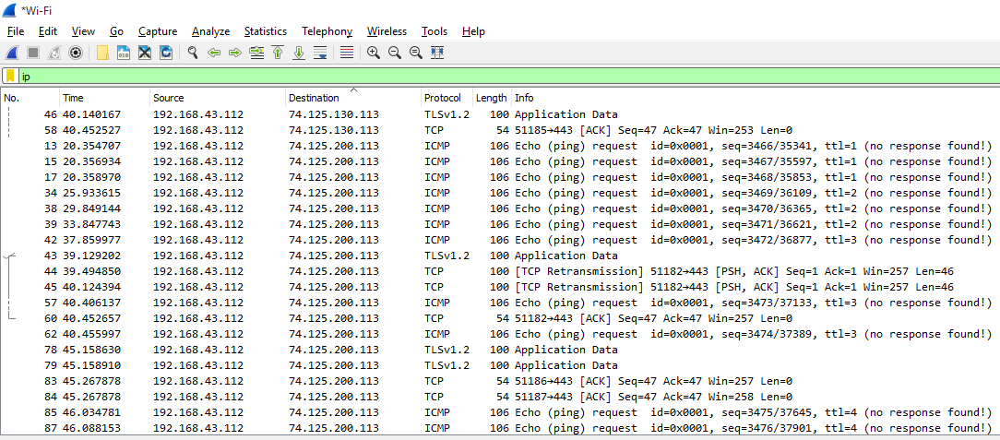 *Wi-Fi
File Edit View Go Capture Analyze Statistics Telephony Wireless Tools Help
ip
No. Time Source Destination Protocol Length Info
46 40.140167 192.168.43.112 74.125.130.113 TLSv1.2 100 Application Data
58 40.452527 192.168.43.112 74.125.130.113 TCP 54 51185→443 [ACK] Seq=47 Ack=47 Win=253 Len=0
13 20.354707 192.168.43.112 74.125.200.113 ICMP 106 Echo (ping) request id=0x0001, seq=3466/35341, ttl=1 (no response found!)
15 20.356934 192.168.43.112 74.125.200.113 ICMP 106 Echo (ping) request id=0x0001, seq=3467/35597, ttl=1 (no response found!)
17 20.358970 192.168.43.112 74.125.200.113 ICMP 106 Echo (ping) request id=0x0001, seq=3468/35853, ttl=1 (no response found!)
34 25.933615 192.168.43.112 74.125.200.113 ICMP 106 Echo (ping) request id=0x0001, seq=3469/36109, ttl=2 (no response found!)
38 29.849144 192.168.43.112 74.125.200.113 ICMP 106 Echo (ping) request id=0x0001, seq=3470/36365, ttl=2 (no response found!)
39 33.847743 192.168.43.112 74.125.200.113 ICMP 106 Echo (ping) request id=0x0001, seq=3471/36621, ttl=2 (no response found!)
42 37.859977 192.168.43.112 74.125.200.113 ICMP 106 Echo (ping) request id=0x0001, seq=3472/36877, ttl=3 (no response found!)
43 39.129202 192.168.43.112 74.125.200.113 TLSv1.2 100 Application Data
44 39.494850 192.168.43.112 74.125.200.113 TCP 100 [TCP Retransmission] 51182→443 [PSH, ACK] Seq=1 Ack=1 Win=257 Len=46
45 40.124394 192.168.43.112 74.125.200.113 TCP 100 [TCP Retransmission] 51182→443 [PSH, ACK] Seq=1 Ack=1 Win=257 Len=46
57 40.406137 192.168.43.112 74.125.200.113 ICMP 106 Echo (ping) request id=0x0001, seq=3473/37133, ttl=3 (no response found!)
60 40.452657 192.168.43.112 74.125.200.113 TCP 54 51182→443 [ACK] Seq=47 Ack=47 Win=257 Len=0
62 40.455997 192.168.43.112 74.125.200.113 ICMP 106 Echo (ping) request id=0x0001, seq=3474/37389, ttl=3 (no response found!)
78 45.158630 192.168.43.112 74.125.200.113 TLSv1.2 100 Application Data
79 45.158910 192.168.43.112 74.125.200.113 TLSv1.2 100 Application Data
83 45.267878 192.168.43.112 74.125.200.113 TCP 54 51186→443 [ACK] Seq=47 Ack=47 Win=257 Len=0
84 45.267878 192.168.43.112 74.125.200.113 TCP 54 51187→443 [ACK] Seq=47 Ack=47 Win=258 Len=0
85 46.034781 192.168.43.112 74.125.200.113 ICMP 106 Echo (ping) request id=0x0001, seq=3475/37645, ttl=4 (no response found!)
87 46.088153 192.168.43.112 74.125.200.113 ICMP 106 Echo (ping) request id=0x0001, seq=3476/37901, ttl=4 (no response found!)